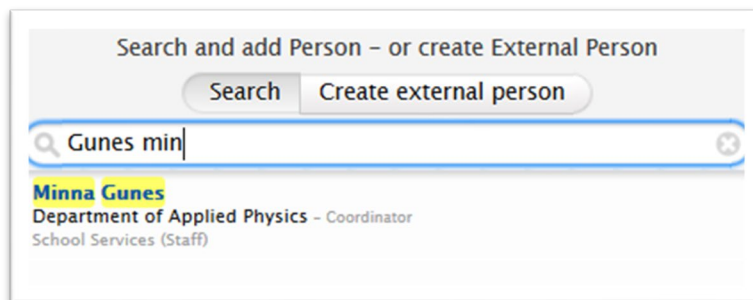 Search and add Person – or create External Person
Search Create external person
Gunes min
Minna Gunes
Department of Applied Physics – Coordinator
School Services (Staff)